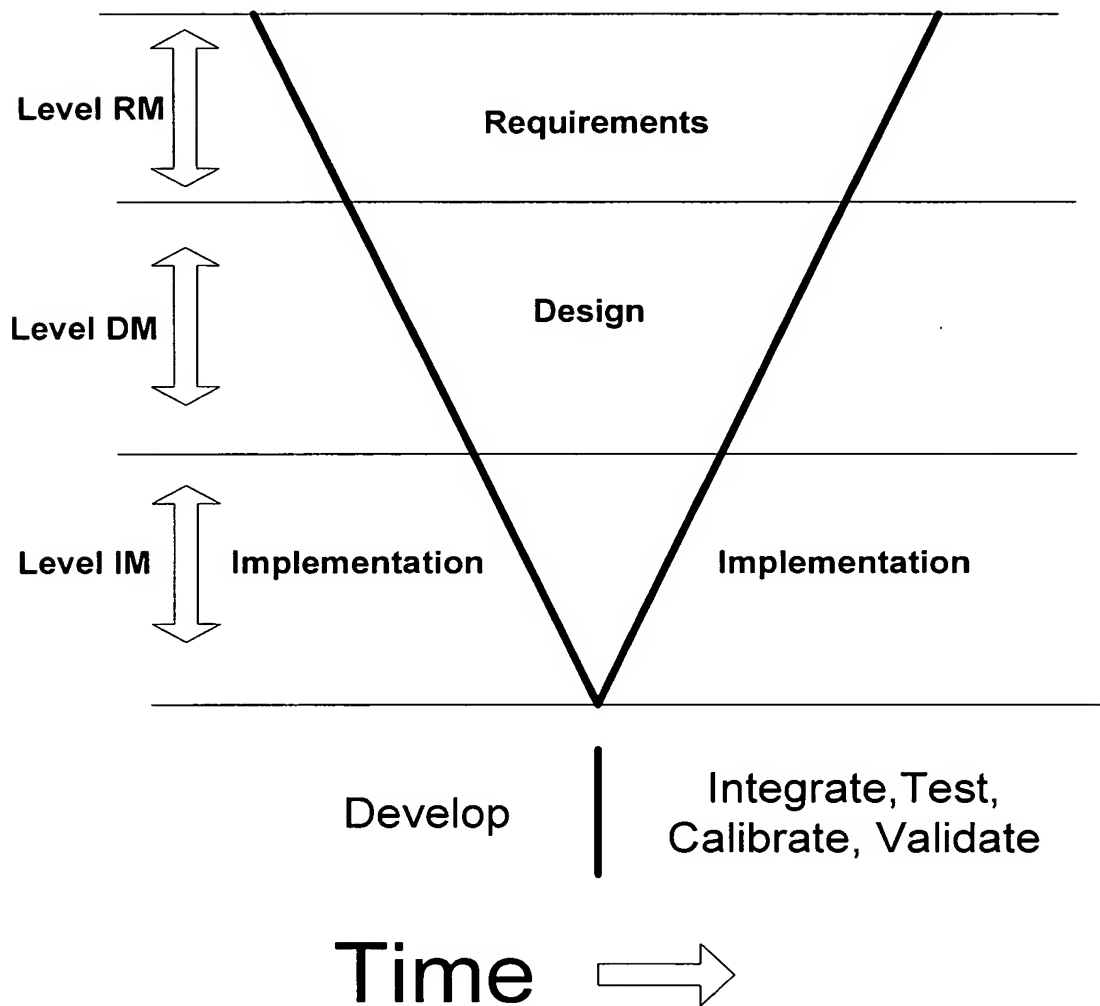 Level RM
Requirements
Level DM
Design
Level IM
Implementation
Implementation
Develop
Integrate,Test,
Calibrate, Validate
Time